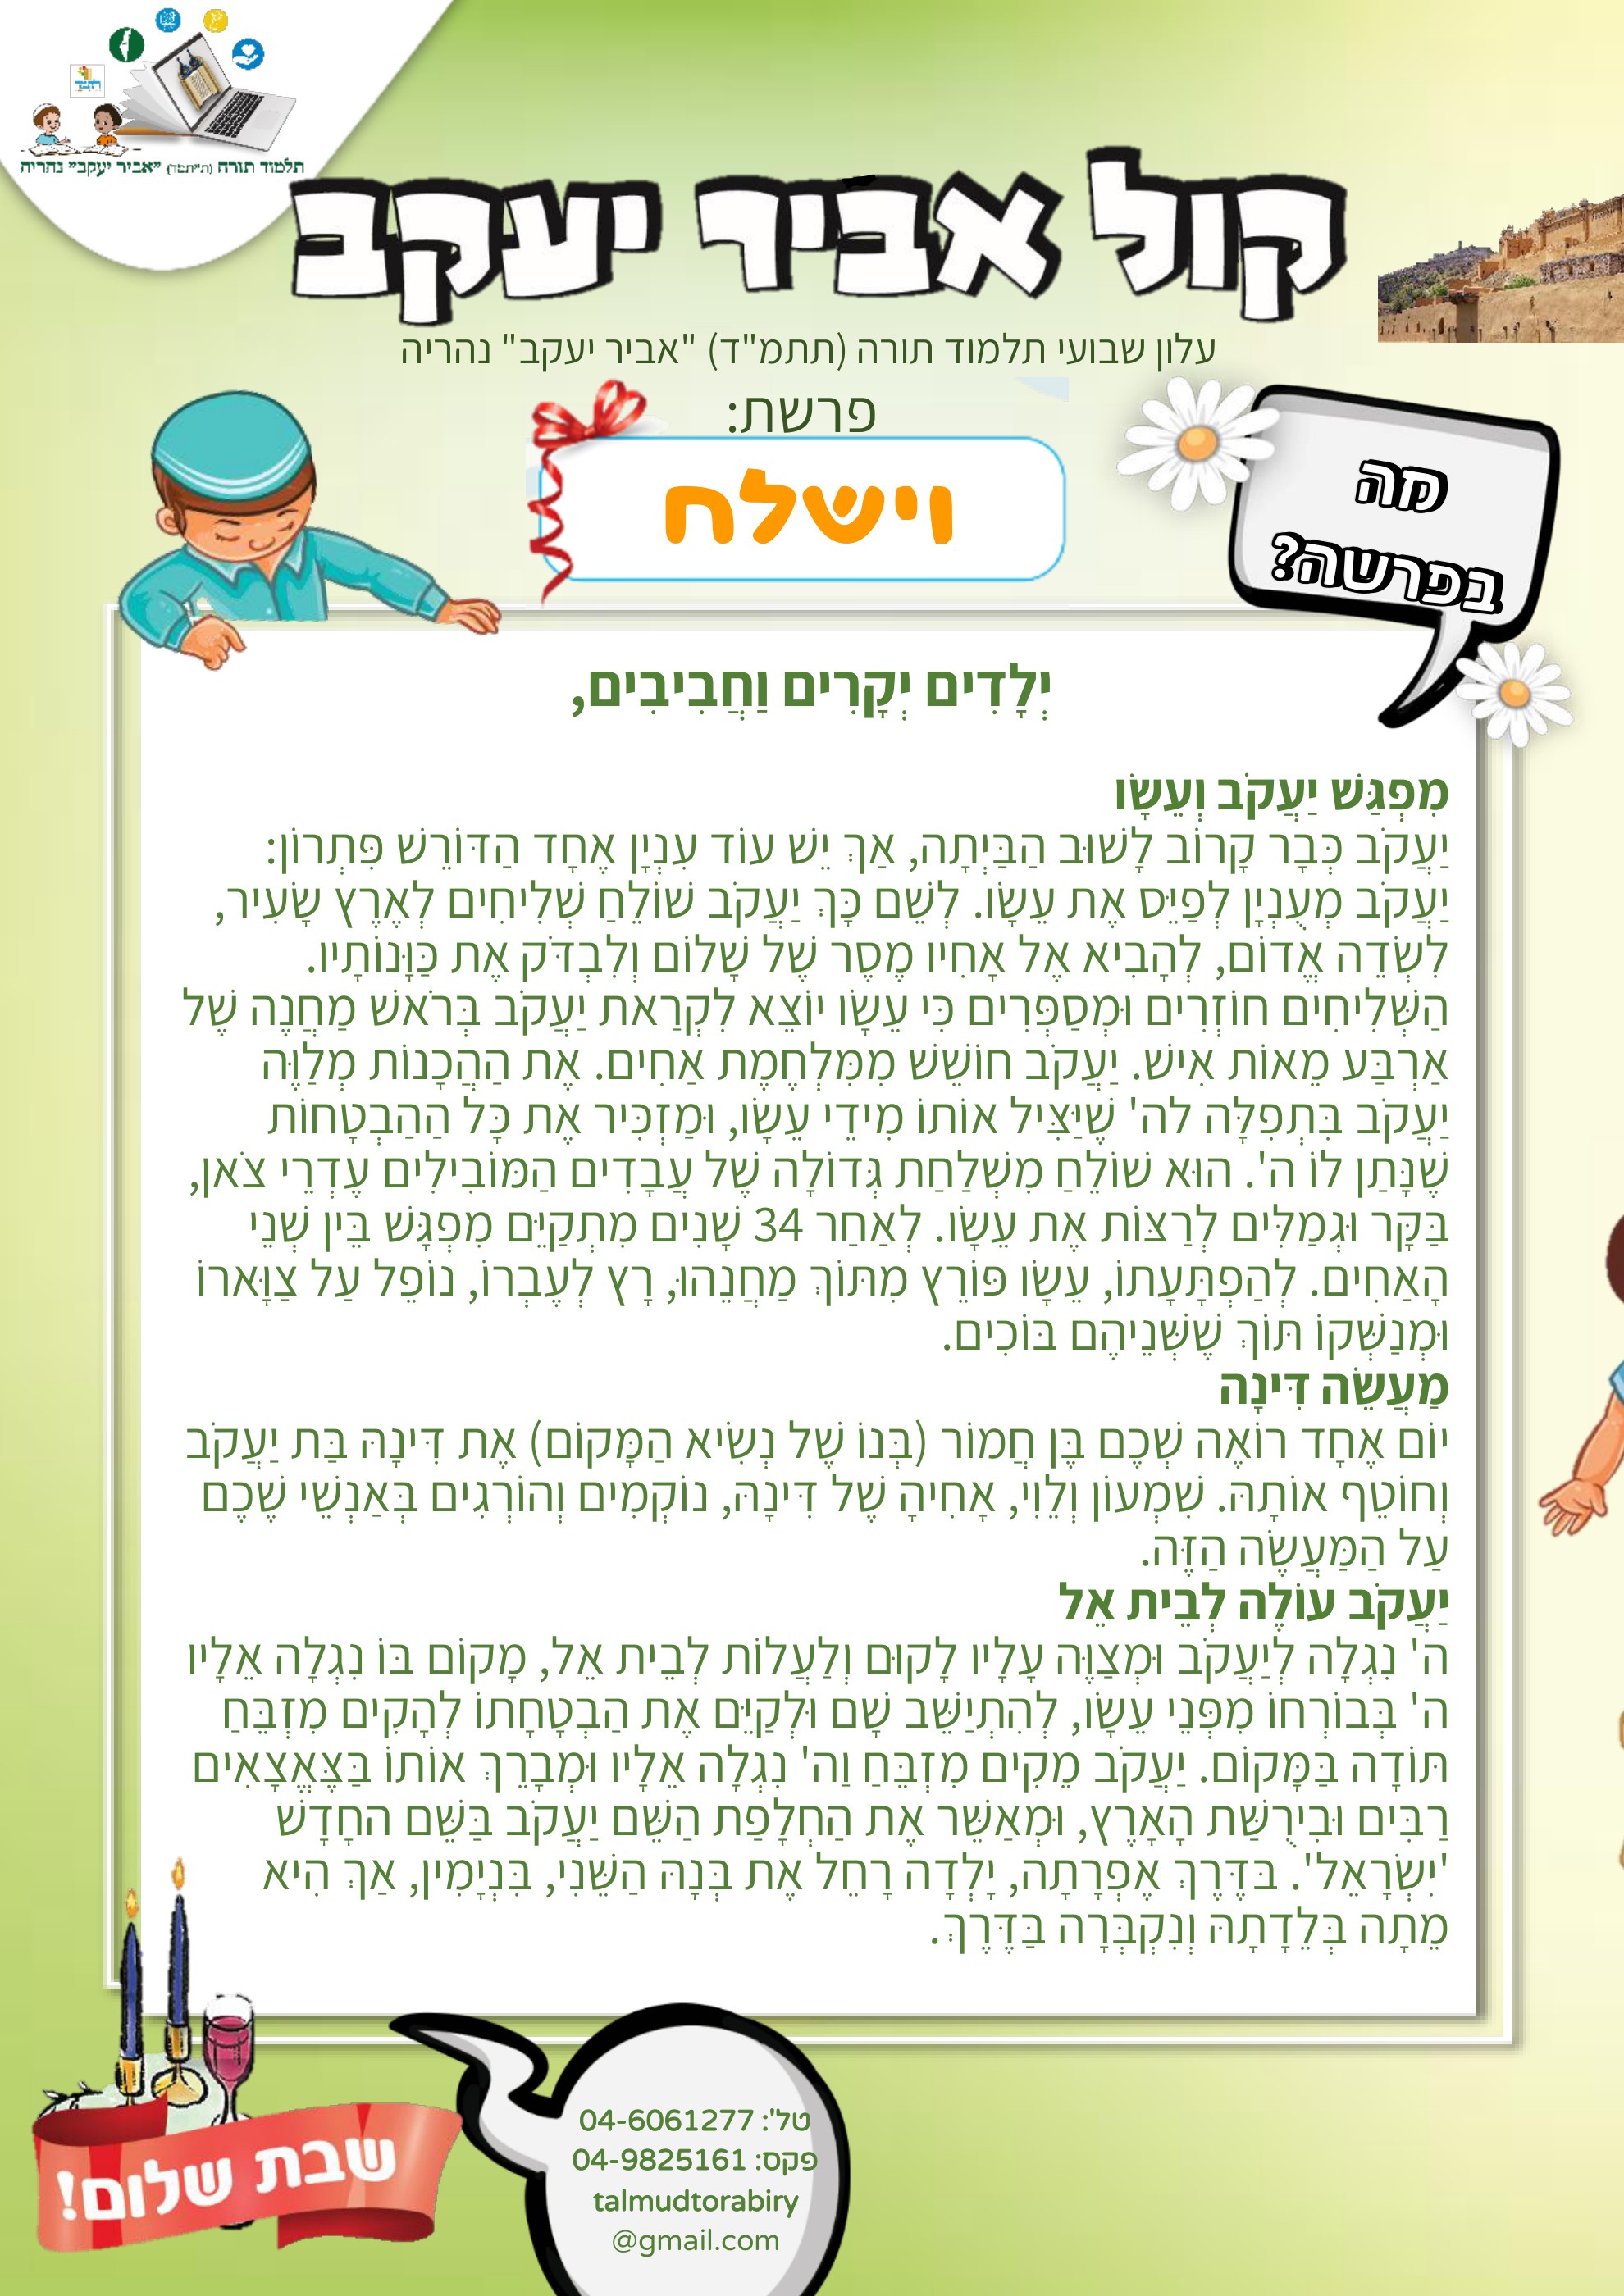 תלמוד תורה (תתמ"ד) "אביר יעקב" נהריה
קול אביר יעקב
עלון שבועי תלמוד תורה (תתמ"ד) "אביר יעקב" נהריה
פרשת:
וישלח
מה
בפרשה?
יְלָדִים יְקָרִים וַחֲבִיבִים,
מִפְגַּשׁ יַעֲקֹב וְעֵשָׂו
יַעֲקֹב כְּבָר קָרוֹב לָשׁוּב הַבַּיְתָה, אַךְ יֵשׁ עוֹד עִנְיָן אֶחָד הַדּוֹרֵשׁ פִּתְרוֹן:
יַעֲקֹב מְעֻנְיָן לְפַיֵּס אֶת עֵשָׂו. לְשֵׁם כָּךְ יַעֲקֹב שׁוֹלֵחַ שְׁלִיחִים לְאֶרֶץ שֵׂעִיר,
לִשְׂדֵה אֱדוֹם, לְהָבִיא אֶל אָחִיו מֶסֶר שֶׁל שָׁלוֹם וְלִבְדֹּק אֶת כַּוָּנוֹתָיו.
הַשְּׁלִיחִים חוֹזְרִים וּמְסַפְּרִים כִּי עֵשָׂו יוֹצֵא לִקְרַאת יַעֲקֹב בְּרֹאשׁ מַחֲנֶה שֶׁל
אַרְבַּע מֵאוֹת אִישׁ. יַעֲקֹב חוֹשֵׁשׁ מִמִּלְחֶמֶת אַחִים. אֶת הַהֲכָנוֹת מְלַוֶּה
יַעֲקֹב בִּתְפִלָּה לה' שֶׁיַּצִּיל אוֹתוֹ מִידֵי עֵשָׂו, וּמַזְכִּיר אֶת כָּל הַהַבְטָחוֹת
שֶׁנָּתַן לוֹ ה'. הוּא שׁוֹלֵחַ מִשְׁלַחַת גְּדוֹלָה שֶׁל עֲבָדִים הַמּוֹבִילִים עֶדְרֵי צֹאן,
בַּקָּר וּגְמַלִּים לְרַצּוֹת אֶת עֵשָׂו. לְאַחַר 34 שָׁנִים מִתְקַיֵּם מִפְגָּשׁ בֵּין שְׁנֵי
הָאַחִים. לְהַפְתָּעָתוֹ, עֵשָׂו פּוֹרֵץ מִתּוֹךְ מַחֲנֵהוּ, רָץ לְעֶבְרוֹ, נוֹפֵל עַל צַוָּארוֹ
וּמְנַשְּׁקוֹ תּוֹךְ שֶׁשְּׁנֵיהֶם בּוֹכִים.
מַעֲשֵׂה דִּינָה
יוֹם אֶחָד רוֹאֶה שְׁכֶם בֶּן חֲמוֹר (בְּנוֹ שֶׁל נְשִׂיא הַמָּקוֹם) אֶת דִּינָהּ בַּת יַעֲקֹב
וְחוֹטֵף אוֹתָהּ. שִׁמְעוֹן וְלֵוִי, אָחִיהָ שֶׁל דִּינָהּ, נוֹקְמִים וְהוֹרְגִים בְּאַנְשֵׁי שְׁכֶם
עַל הַמַּעֲשֶׂה הַזֶּה.
יַעֲקֹב עוֹלֶה לְבֵית אֵל
ה' נִגְלָה לְיַעֲקֹב וּמְצַוֶּה עָלָיו לָקוּם וְלַעֲלוֹת לְבֵית אֵל, מָקוֹם בּוֹ נִגְלָה אֵלָיו
ה' בְּבוֹרְחוֹ מִפְּנֵי עֵשָׂו, לְהִתְיַשֵּׁב שָׁם וּלְקַיֵּם אֶת הַבְטָחָתוֹ לְהָקִים מִזְבֵּחַ
תּוֹדָה בַּמָּקוֹם. יַעֲקֹב מֵקִים מִזְבֵּחַ וַה' נִגְלָה אֵלָיו וּמְבָרֵךְ אוֹתוֹ בַּצֶּאֱצָאִים
רַבִּים וּבִירֻשַּׁת הָאָרֶץ, וּמְאַשֵּׁר אֶת הַחְלָפַת הַשֵּׁם יַעֲקֹב בַּשֵּׁם החָדָשׁ
'יִשְׂרָאֵל'. בּדֶּרֶךְ אֶפְרָתָה, יָלְדָה רָחֵל אֶת בְּנָהּ הַשֵּׁנִי, בִּנְיָמִין, אַךְ הִיא
מֵתָה בְּלֵדָתָהּ וְנִקְבְּרָה בַּדֶּרֶךְ.
שבת שלום!
טל': 04-6061277
פקס: 04-9825161
talmudtorabiry
@gmail.com